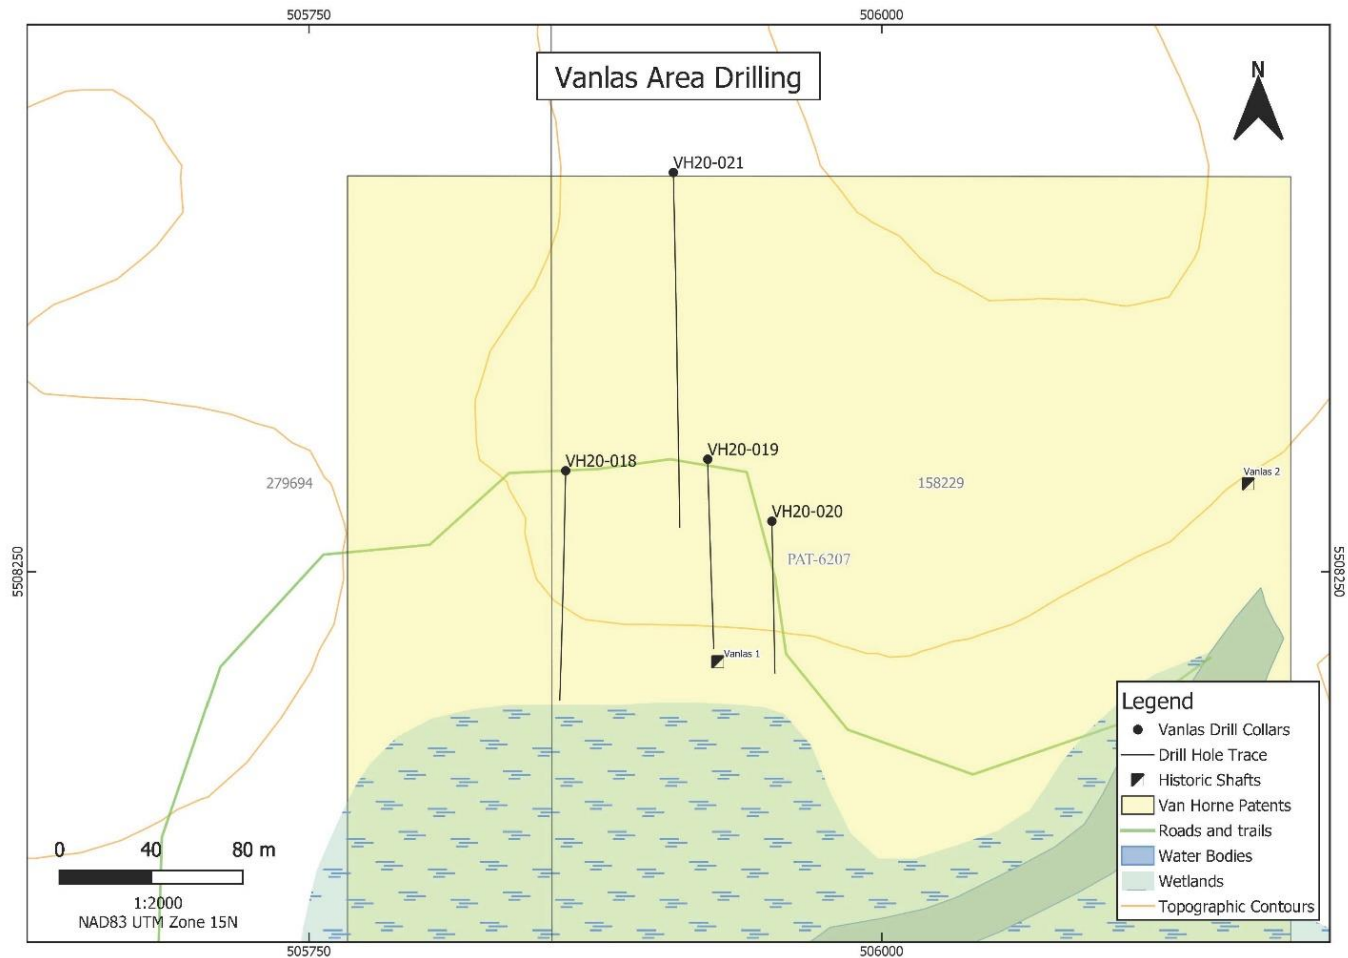 505750
506000
Vanlas Area Drilling
N
VH20-021
VH20-019
VH20-018
279694
158229
Vanlas 2
VH20-020
PAT-6207
5508250
5508250
Vanlas 1
Legend
Vanlas Drill Collars
Drill Hole Trace
Historic Shafts
Van Horne Patents
Roads and trails
Water Bodies
Wetlands
Topographic Contours
0 40 80 m
1:2000
NAD83 UTM Zone 15N
505750
506000